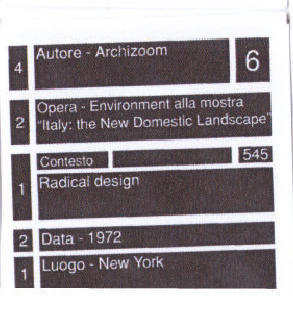 4 Autore - Archizoom 6
2 Opera - Environment alla mostra
"Italy: the New Domestic Landscape"
Contesto 545
1 Radical design
2 Data - 1972
1 Luogo - New York